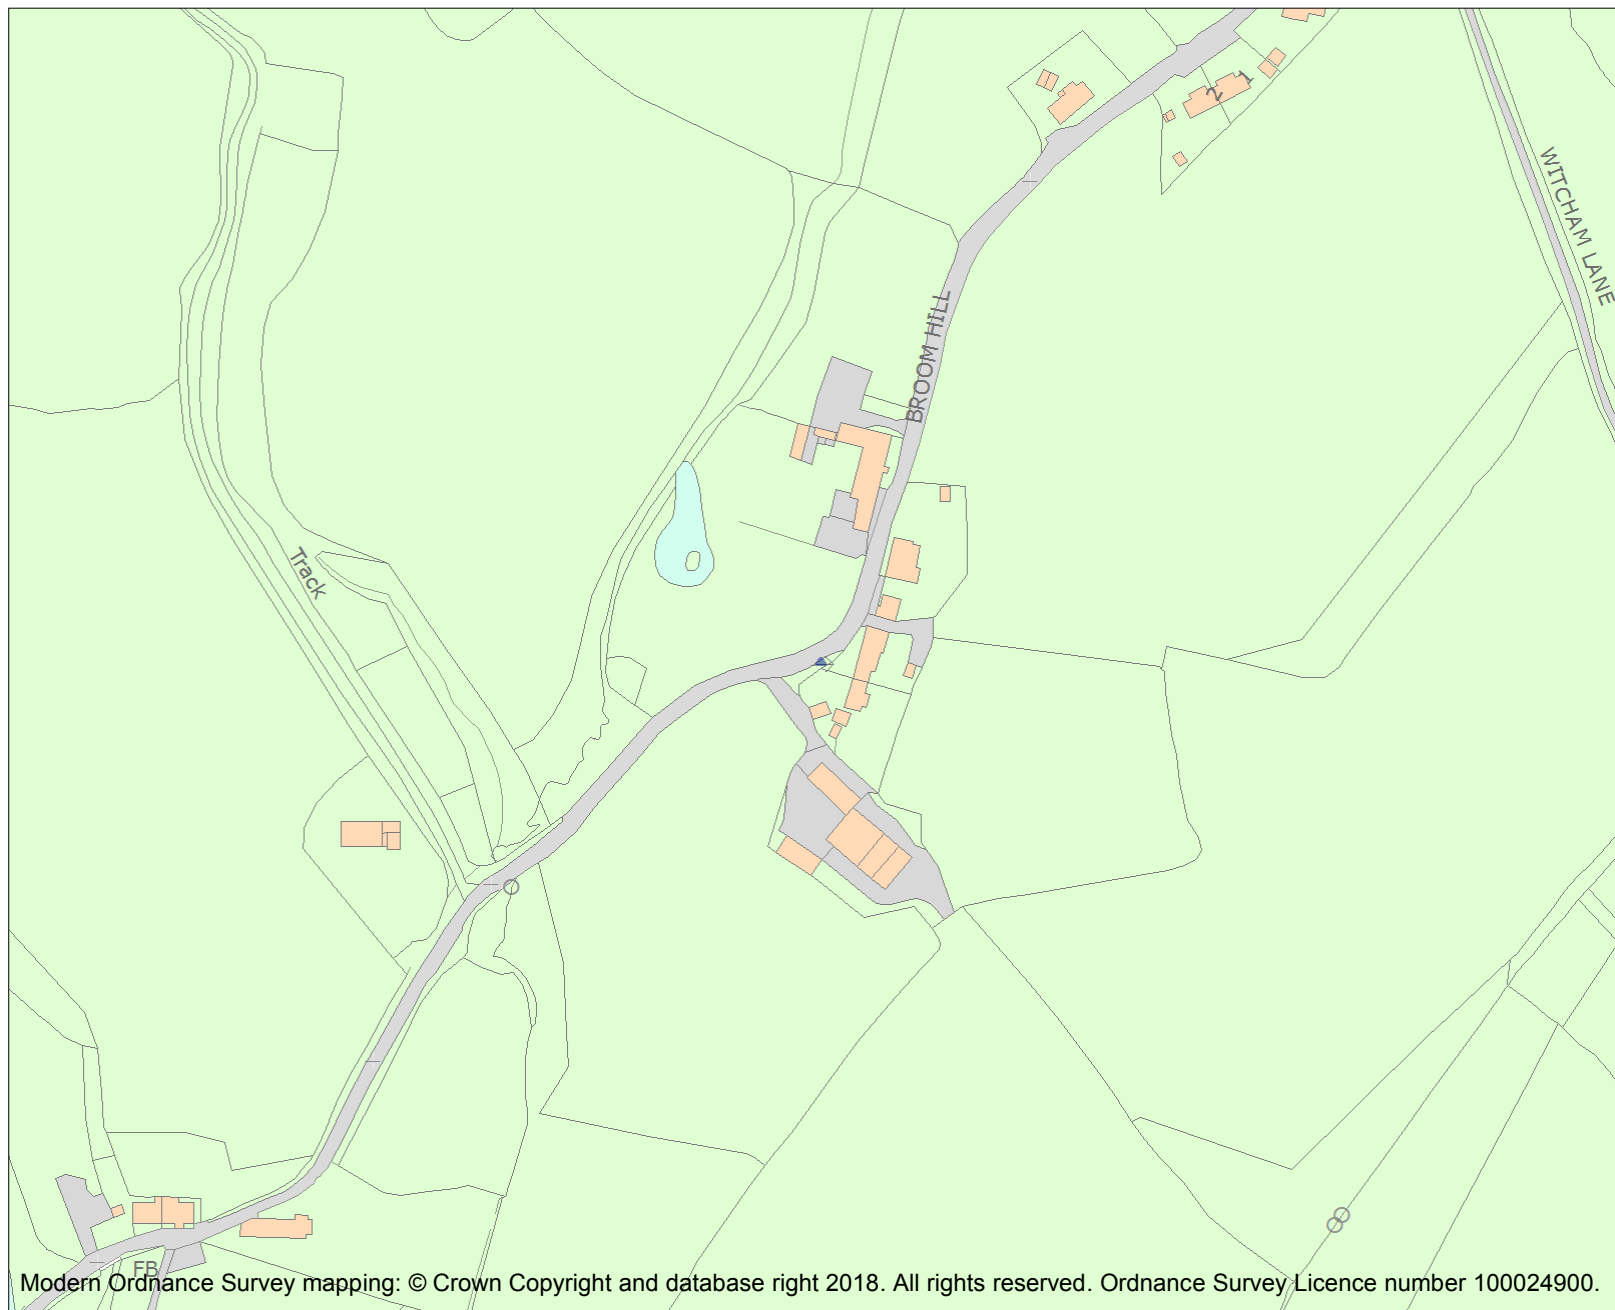 2 1
WITCHAM LANE
BROOM HILL
Track
FB
Modern Ordnance Survey mapping: © Crown Copyright and database right 2018. All rights reserved. Ordnance Survey Licence number 100024900.